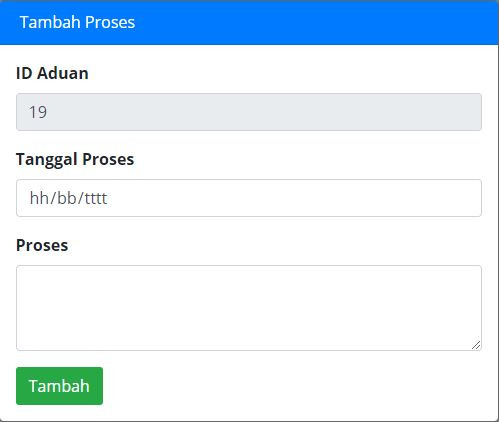 Tambah Proses
ID Aduan
19
Tanggal Proses
hh/bb/tttt
Proses
Tambah